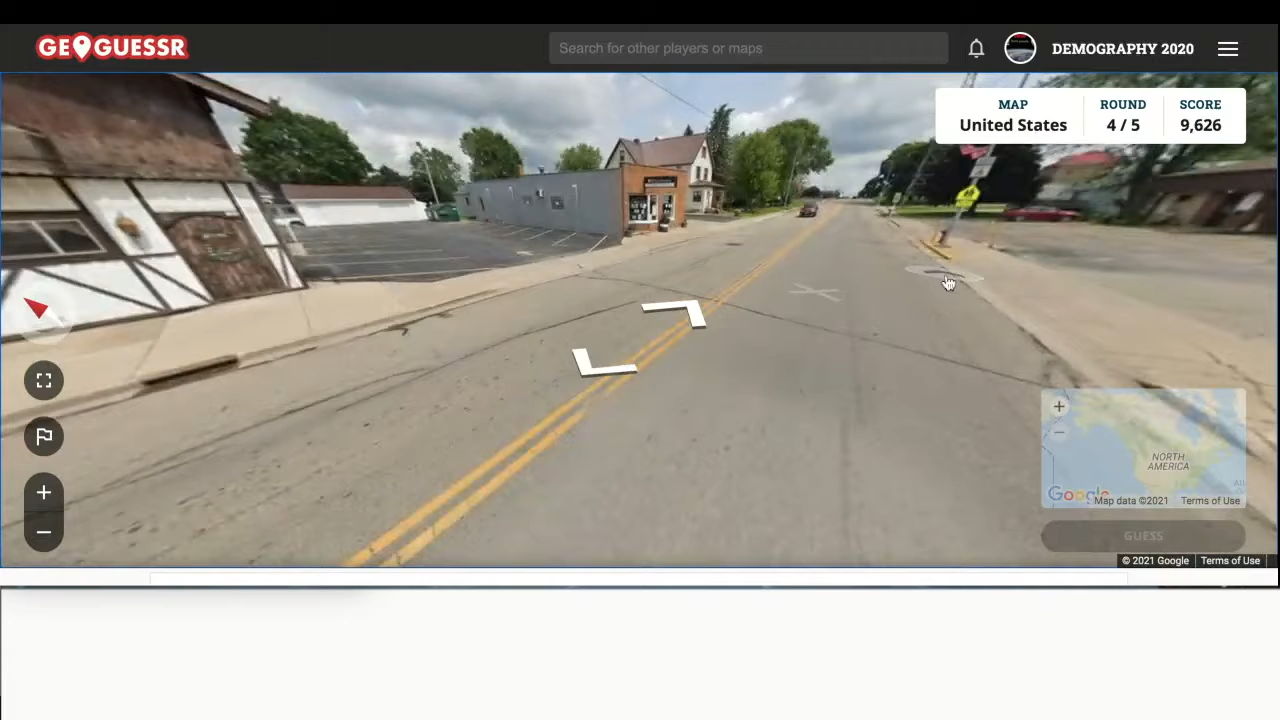 GEOGUESSR
Search for other players or maps
DEMOGRAPHY 2020
MAP
United States
ROUND
4 / 5
SCORE
9,626
NORTH
AMERICA
Google
Map data ©2021
Terms of Use
GUESS
© 2021 Google
Terms of Use